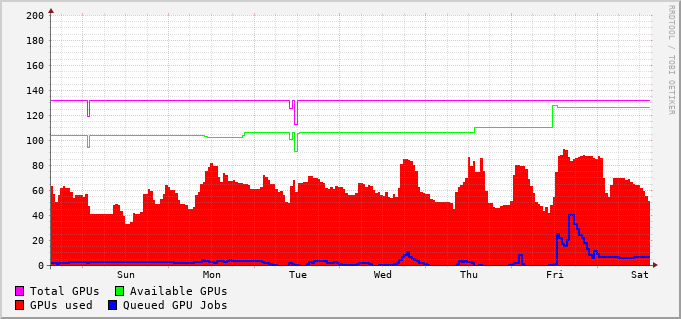 200
180
160
140
120
100
80
60
40
20
0
Sun Mon Tue Wed Thu Fri Sat
Total GPUs Available GPUs
GPUs used Queued GPU Jobs
RRDTOOL / TOBI OETIKER